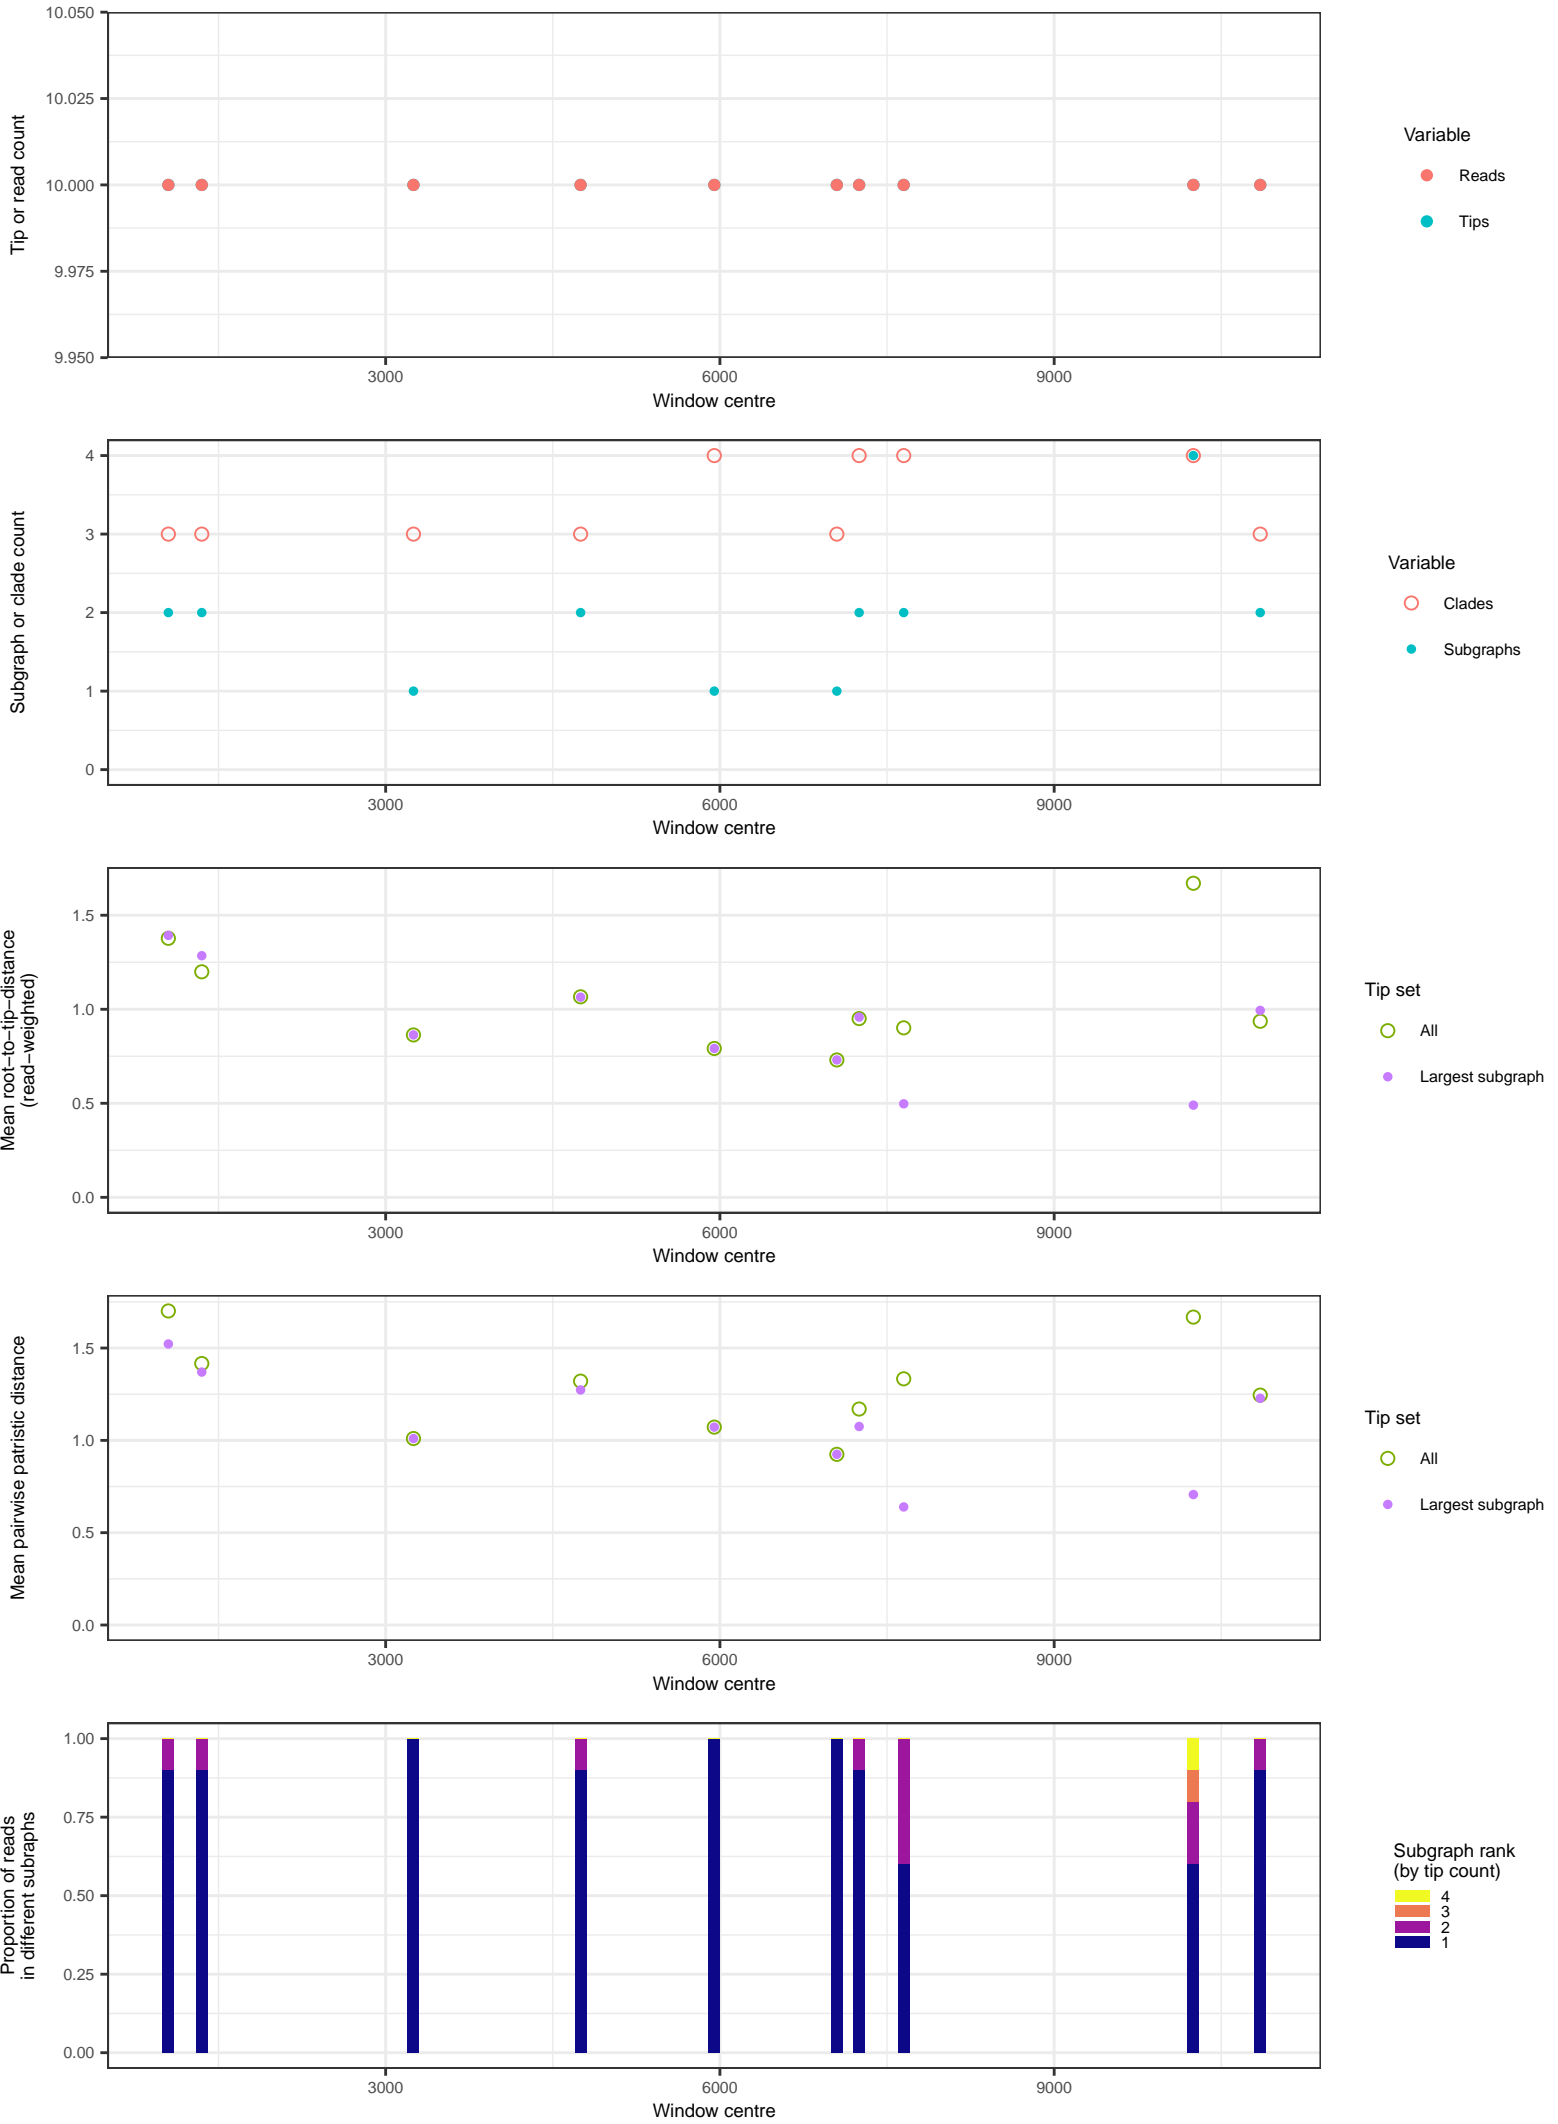 10.050
10.025
10.000
9.975
9.950
Tip or read count
3000
6000
9000
Window centre
Variable
Reads
Tips
4
3
2
1
0
Subgraph or clade count
3000
6000
9000
Window centre
Variable
Clades
Subgraphs
1.5
1.0
0.5
0.0
Mean root−to−tip−distance
(read−weighted)
3000
6000
9000
Window centre
Tip set
All
Largest subgraph
1.5
1.0
0.5
0.0
Mean pairwise patristic distance
3000
6000
9000
Window centre
Tip set
All
Largest subgraph
1.00
0.75
0.50
0.25
0.00
Proportion of reads
in different subraphs
3000
6000
9000
Window centre
Subgraph rank
(by tip count)
4
3
2
1